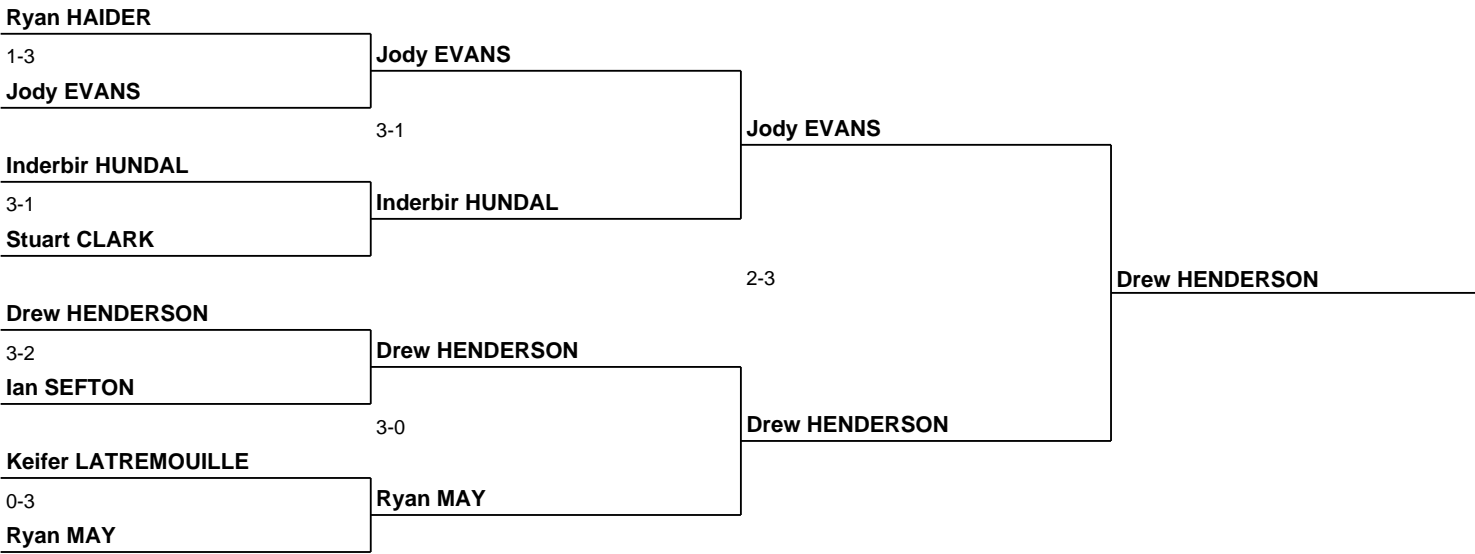 Ryan HAIDER
1-3
Jody EVANS
Jody EVANS
3-1
Jody EVANS
Inderbir HUNDAL
3-1
Inderbir HUNDAL
Stuart CLARK
2-3
Drew HENDERSON
Drew HENDERSON
3-2
Drew HENDERSON
Ian SEFTON
3-0
Drew HENDERSON
Keifer LATREMOUILLE
0-3
Ryan MAY
Ryan MAY